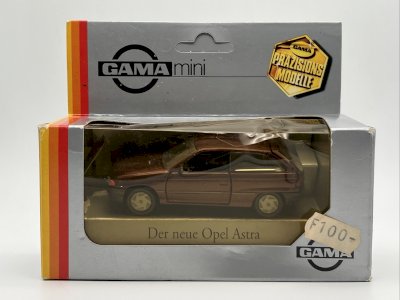 GAMA mini
GAMA
PRÄZISIONS
MODELLE
Der neue Opel Astra
F100-
GAMA